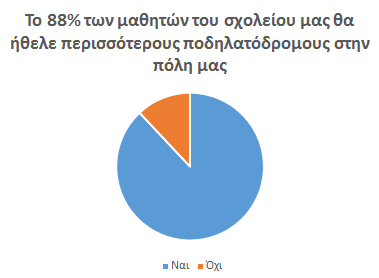 Το 88% των μαθητών του σχολείου μας θα
ήθελε περισσότερους ποδηλατόδρομους στην
πόλη μας
Ναι Όχι